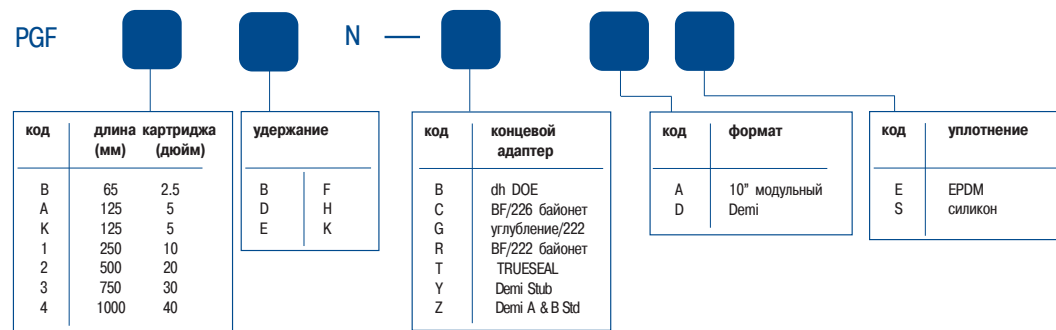 PGF N —
код длина картриджа
(мм) (дюйм)
B 65 2.5
A 125 5
K 125 5
1 250 10
2 500 20
3 750 30
4 1000 40
удержание
B F
D H
E K
код концевой
адаптер
B dh DOE
C BF/226 байонет
G углубление/222
R BF/222 байонет
T TRUESEAL
Y Demi Stub
Z Demi A & B Std
код формат
A 10” модульный
D Demi
код уплотнение
E EPDM
S силикон